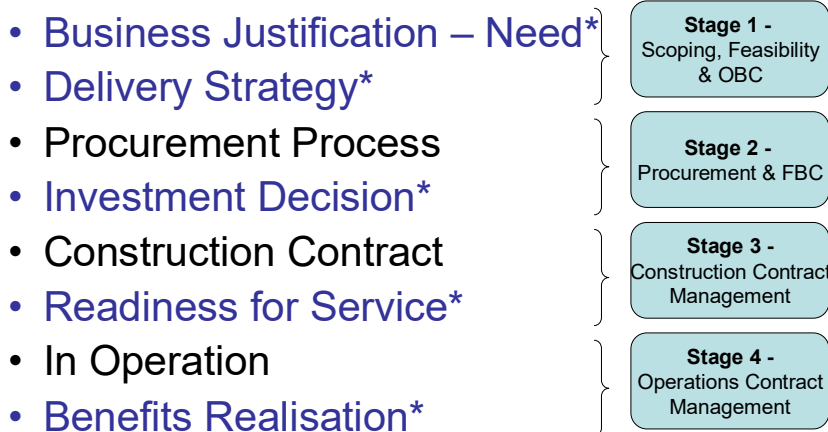 • Business Justification – Need*
• Delivery Strategy*
• Procurement Process
• Investment Decision*
• Construction Contract
• Readiness for Service*
• In Operation
• Benefits Realisation*
Stage 1 -
Scoping, Feasibility
& OBC
Stage 2 -
Procurement & FBC
Stage 3 -
Construction Contract
Management
Stage 4 -
Operations Contract
Management